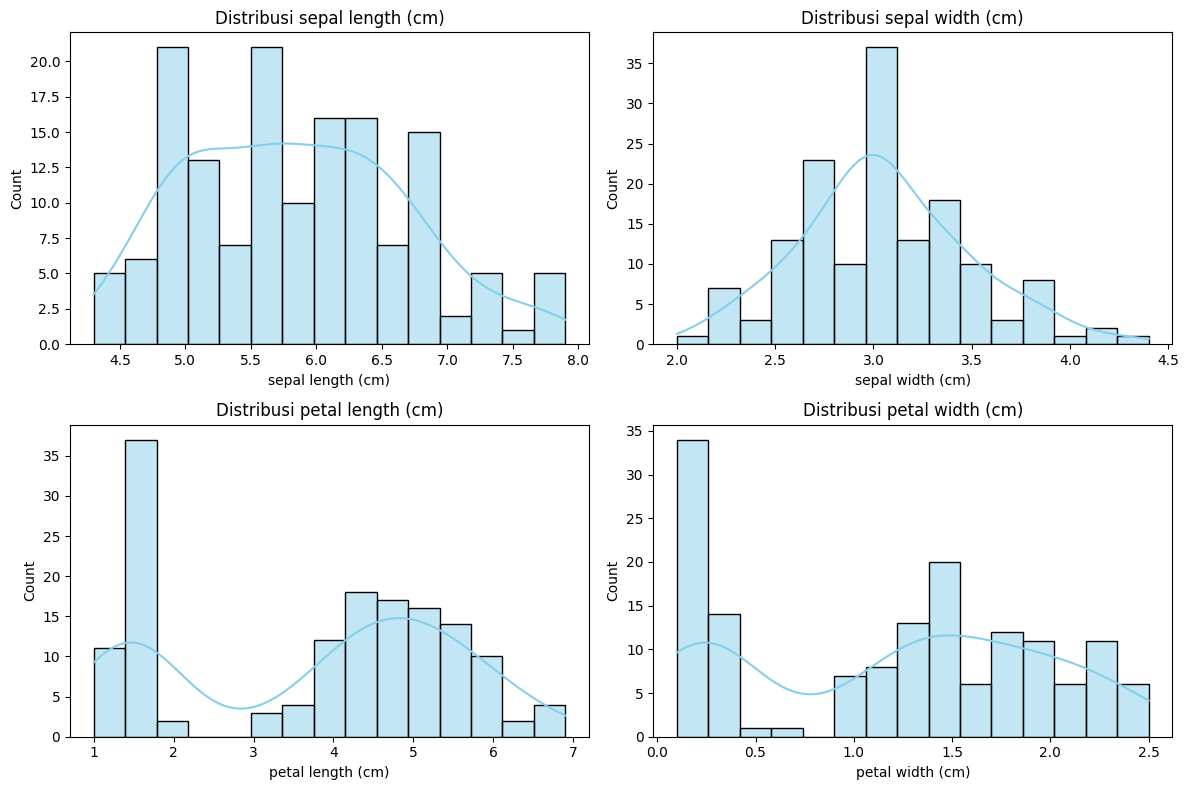 Distribusi sepal length (cm)
20.0
17.5
15.0
12.5
10.0
7.5
5.0
2.5
0.0
Count
4.5 5.0 5.5 6.0 6.5 7.0 7.5 8.0
sepal length (cm)
Distribusi sepal width (cm)
35
30
25
20
15
10
5
0
Count
2.0 2.5 3.0 3.5 4.0 4.5
sepal width (cm)
Distribusi petal length (cm)
35
30
25
20
15
10
5
0
Count
1 2 3 4 5 6 7
petal length (cm)
Distribusi petal width (cm)
35
30
25
20
15
10
5
0
Count
0.0 0.5 1.0 1.5 2.0 2.5
petal width (cm)